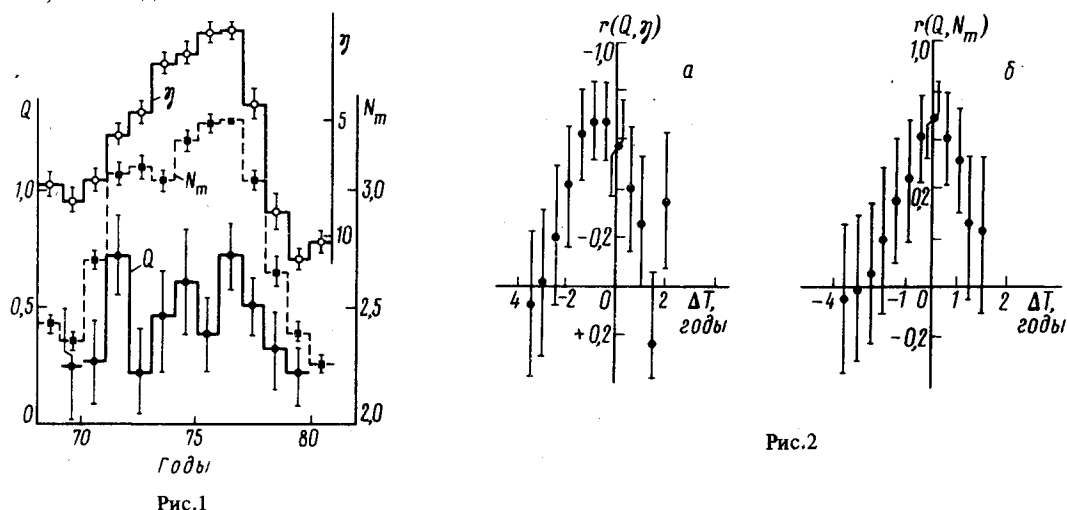 Q
1,0
0,5
0
70
75
80
Годы
η
5
10
N_m
3,0
2,5
2,0
η
N_m
Q
Рис.1
r(Q,η)
-1,0
а
-0,2
4
-2
0
2
ΔT,
годы
+0,2
r(Q,N_m)
1,0
б
0,2
-4
-1
0
1
2
ΔT,
годы
-0,2
Рис.2